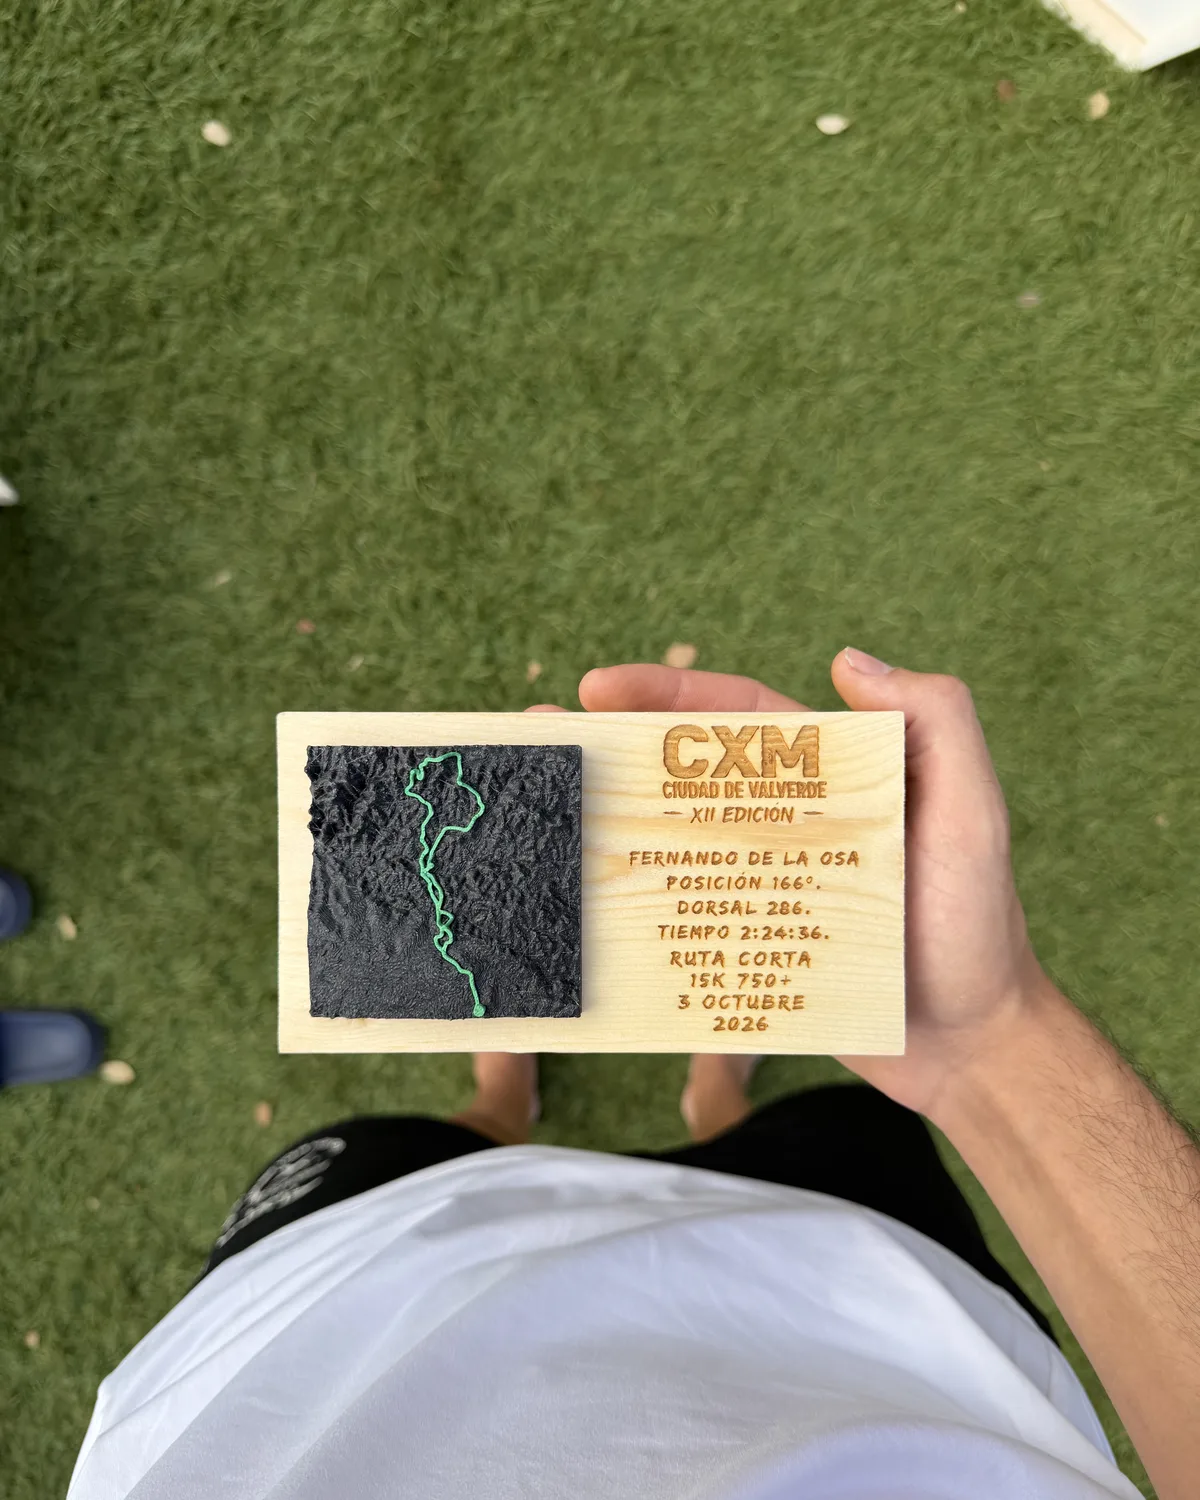 CXM
CIUDAD DE VALVERDE
– XII EDICIÓN –
FERNANDO DE LA OSA
POSICIÓN 166º.
DORSAL 286.
TIEMPO 2:24:36.
RUTA CORTA
15K 750+
3 OCTUBRE
2026